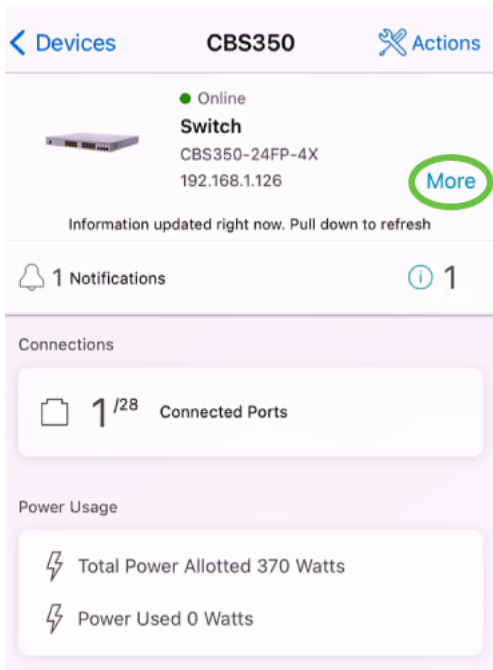 Devices
CBS350
Actions
Online
Switch
CBS350-24FP-4X
192.168.1.126
More
Information updated right now. Pull down to refresh
1 Notifications
1
Connections
1/28 Connected Ports
Power Usage
Total Power Allotted 370 Watts
Power Used 0 Watts